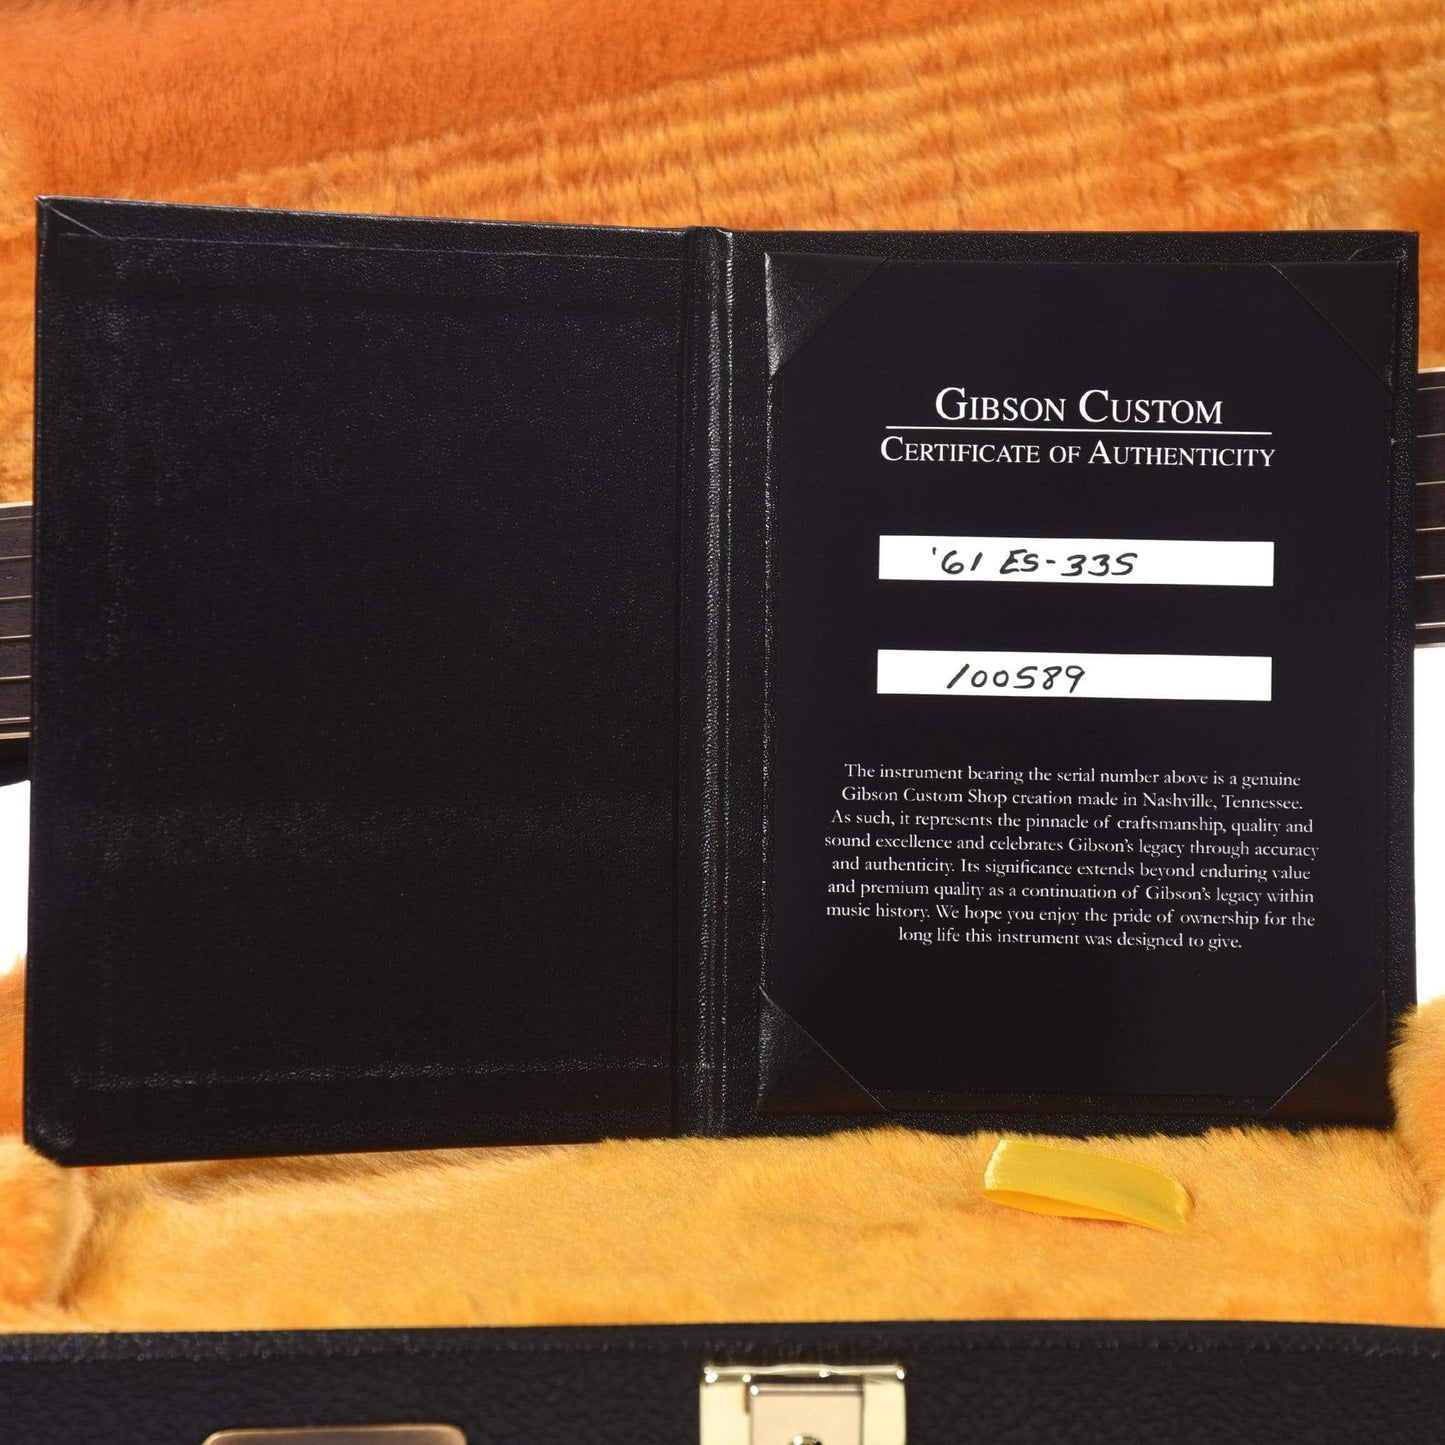 GIBSON CUSTOM
CERTIFICATE OF AUTHENTICITY
'61 ES-335
100589
The instrument bearing the serial number above is a genuine
Gibson Custom Shop creation made in Nashville, Tennessee.
As such, it represents the pinnacle of craftsmanship, quality and
sound excellence and celebrates Gibson's legacy through accuracy
and authenticity. Its significance extends beyond enduring value
and premium quality as a continuation of Gibson's legacy within
music history. We hope you enjoy the pride of ownership for the
long life this instrument was designed to give.